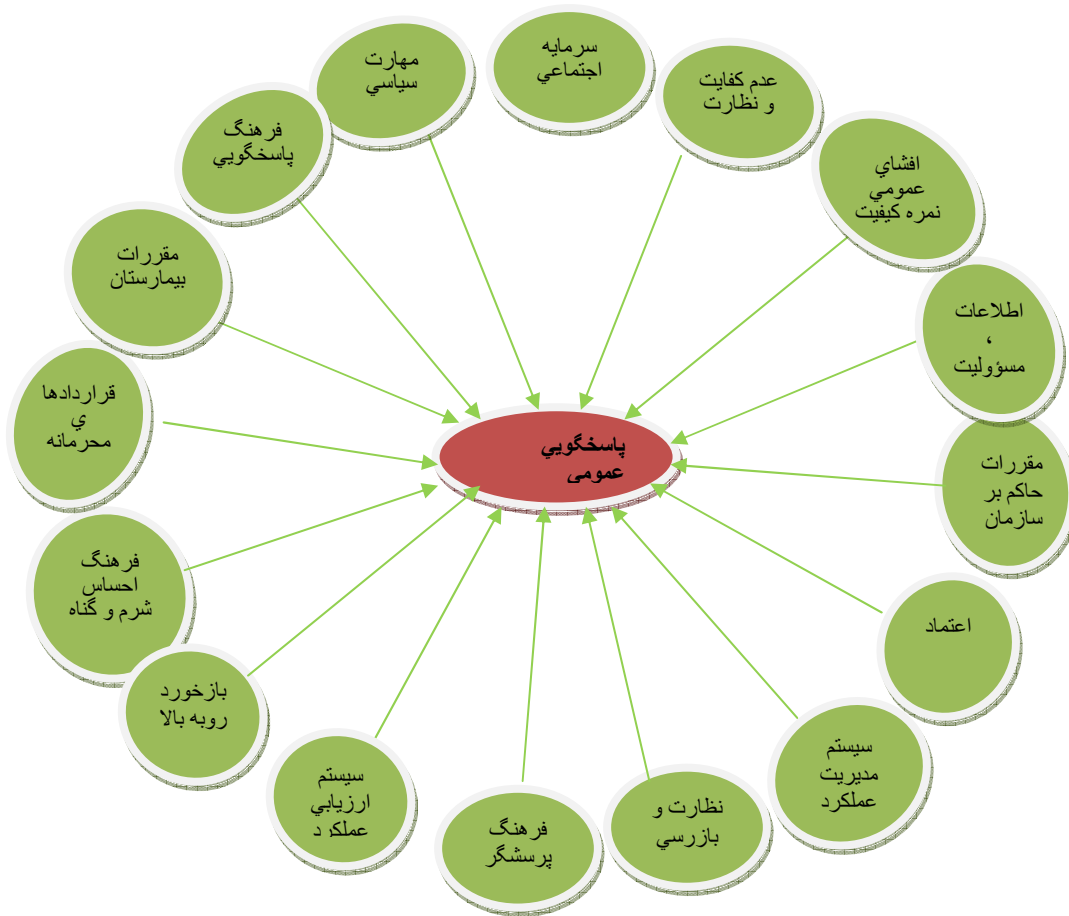 سرمايه
اجتماعي
عدم كفايت
و نظارت
افشاي
عمومي
نمره كيفيت
اطلاعات
،
مسؤوليت
مقررات
حاكم بر
سازمان
اعتماد
سيستم
مديريت
عملكرد
نظارت و
بازرسي
فرهنگ
پرسشگر
سيستم
ارزيابي
عملكرد
بازخورد
روبه بالا
فرهنگ
احساس
شرم و گناه
قراردادها
ي
محرمانه
مقررات
بيمارستان
فرهنگ
پاسخگويي
مهارت
سياسي
پاسخگويي
عمومي